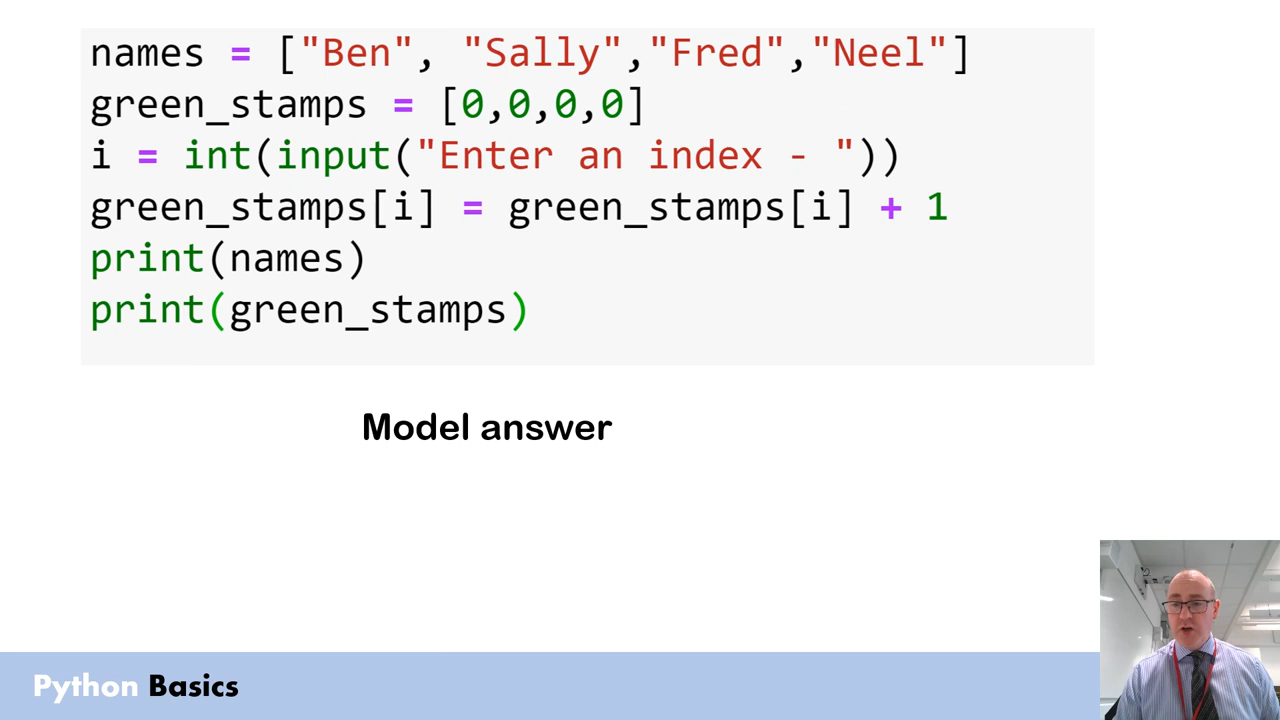 names = ["Ben", "Sally","Fred","Neel"]
green_stamps = [0,0,0,0]
i = int(input("Enter an index - "))
green_stamps[i] = green_stamps[i] + 1
print(names)
print(green_stamps)
Model answer
Python Basics